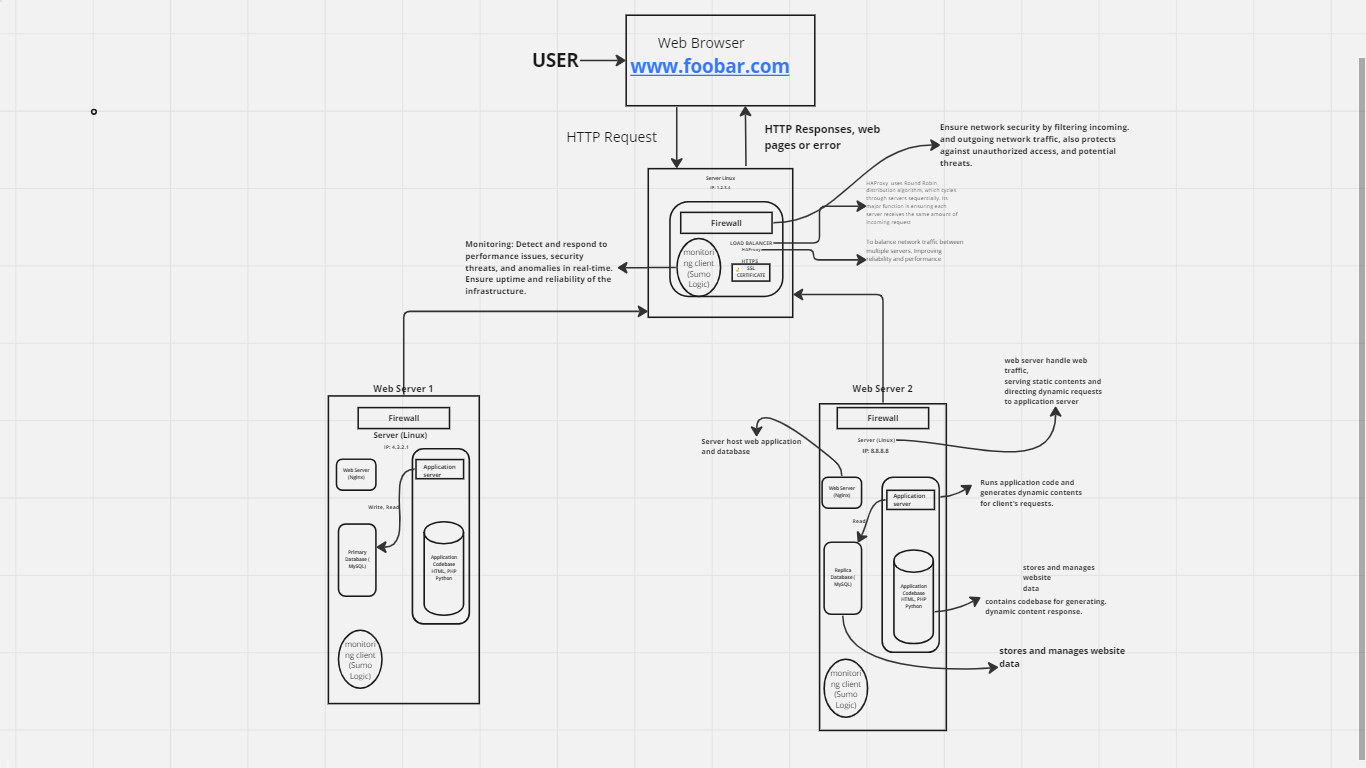 Web Browser
USER
www.foobar.com
HTTP Request
HTTP Responses, web
pages or error
Ensure network security by filtering incoming.
and outgoing network traffic, also protects
against unauthorized access, and potential
threats.
Server Linux
IP: 1.2.3.4
HAProxy uses Round Robin
distribution algorithm, which cycles
through servers sequentially. Its
major function is ensuring each
server receives the same amount of
incoming request
Firewall
LOAD BALANCER
HAProxy
To balance network traffic between
multiple servers. Improving
reliability and performance
monitori
ng client
(Sumo
Logic)
HTTPS
SSL
CERTIFICATE
Monitoring: Detect and respond to
performance issues, security
threats, and anomalies in real-time.
Ensure uptime and reliability of the
infrastructure.
Web Server 1
Firewall
Server (Linux)
IP: 4.3.2.1
Web Server
(Nginx)
Application
server
Write, Read
Primary
Database (
MySQL)
Application
Codebase
HTML, PHP
Python
monitori
ng client
(Sumo
Logic)
Web Server 2
Firewall
Server (Linux)
IP: 8.8.8.8
web server handle web
traffic,
serving static contents and
directing dynamic requests
to application server
Server host web application
and database
Web Server
(Nginx)
Application
server
Runs application code and
generates dynamic contents
for client's requests.
Read
Replica
Database (
MySQL)
Application
Codebase
HTML, PHP
Python
stores and manages
website
data
contains codebase for generating.
dynamic content response.
stores and manages website
data
monitori
ng client
(Sumo
Logic)